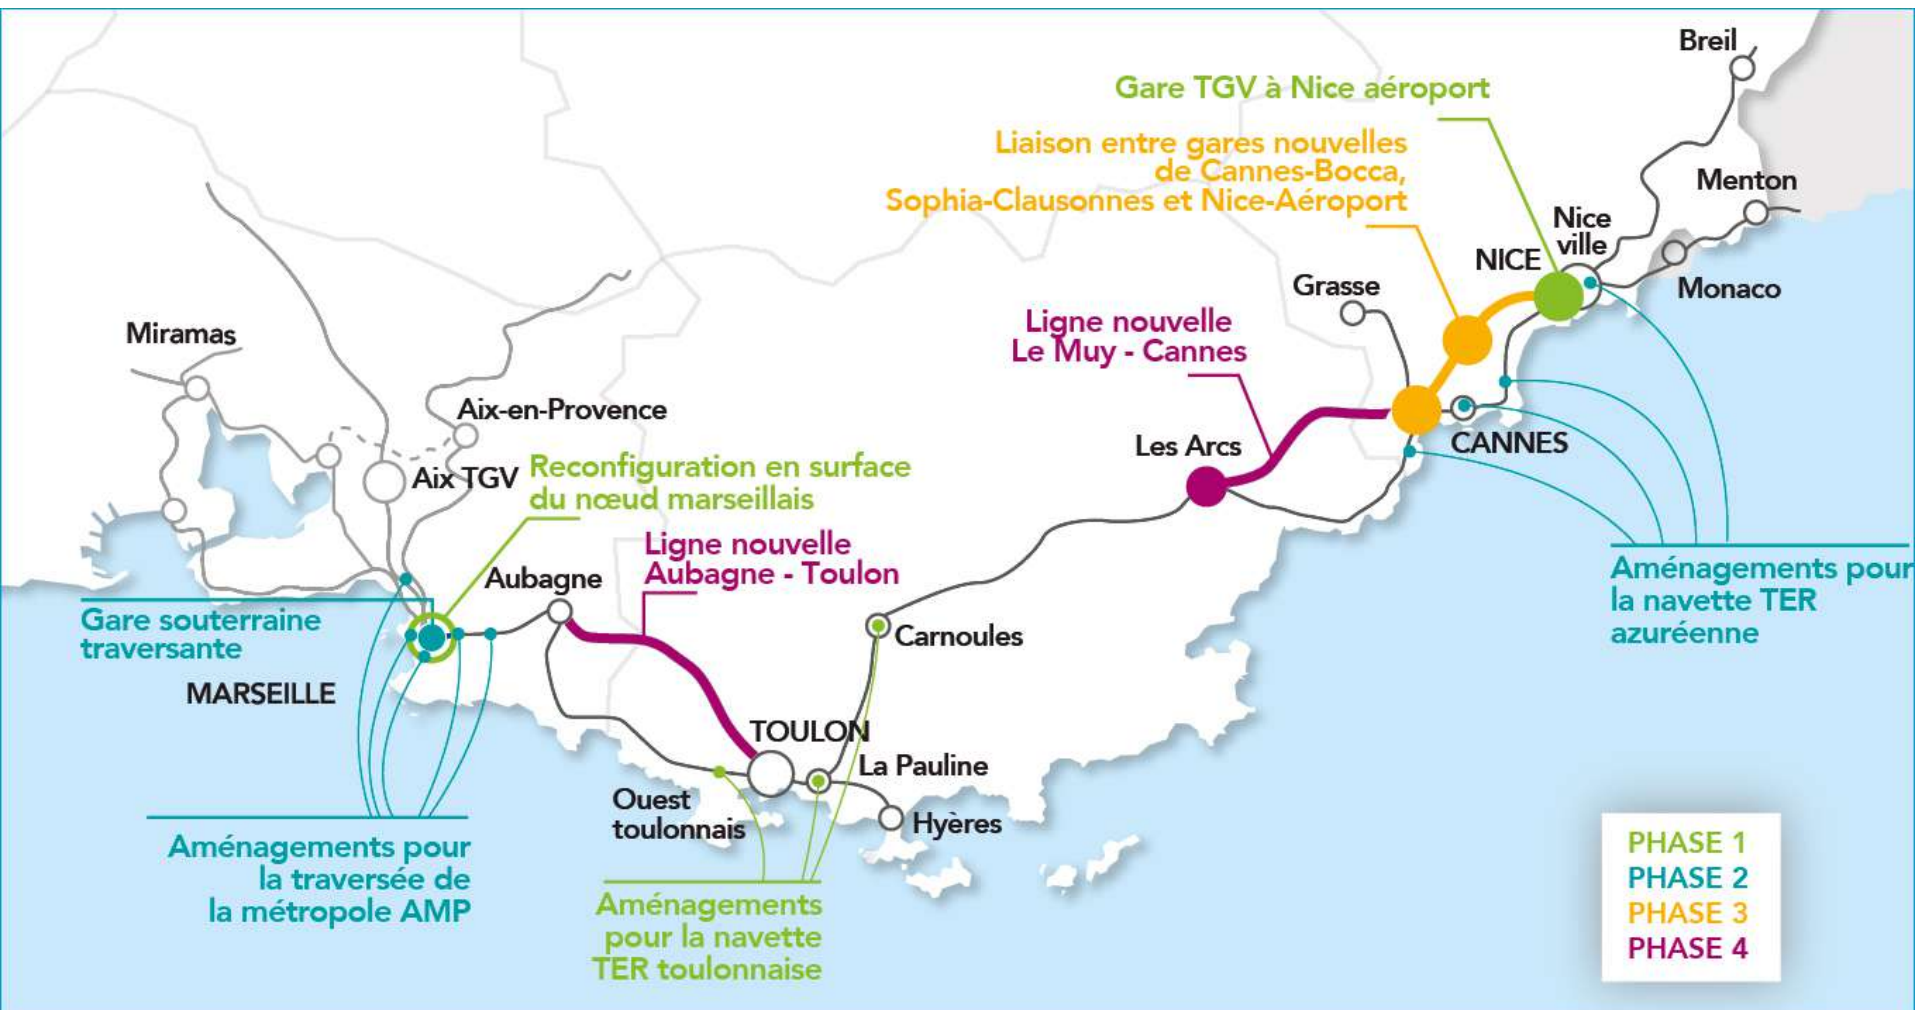 Breil
Gare TGV à Nice aéroport
Liaison entre gares nouvelles
de Cannes-Bocca,
Sophia-Clausonnes et Nice-Aéroport
Menton
Nice
ville
NICE
Monaco
Grasse
Ligne nouvelle
Le Muy - Cannes
Miramas
Aix-en-Provence
Les Arcs
CANNES
Aix TGV
Reconfiguration en surface
du nœud marseillais
Ligne nouvelle
Aubagne - Toulon
Aubagne
Aménagements pour
la navette TER
azuréenne
Gare souterraine
traversante
Carnoules
MARSEILLE
TOULON
La Pauline
Ouest
toulonnais
Hyères
Aménagements pour
la traversée de
la métropole AMP
Aménagements
pour la navette
TER toulonnaise
PHASE 1
PHASE 2
PHASE 3
PHASE 4